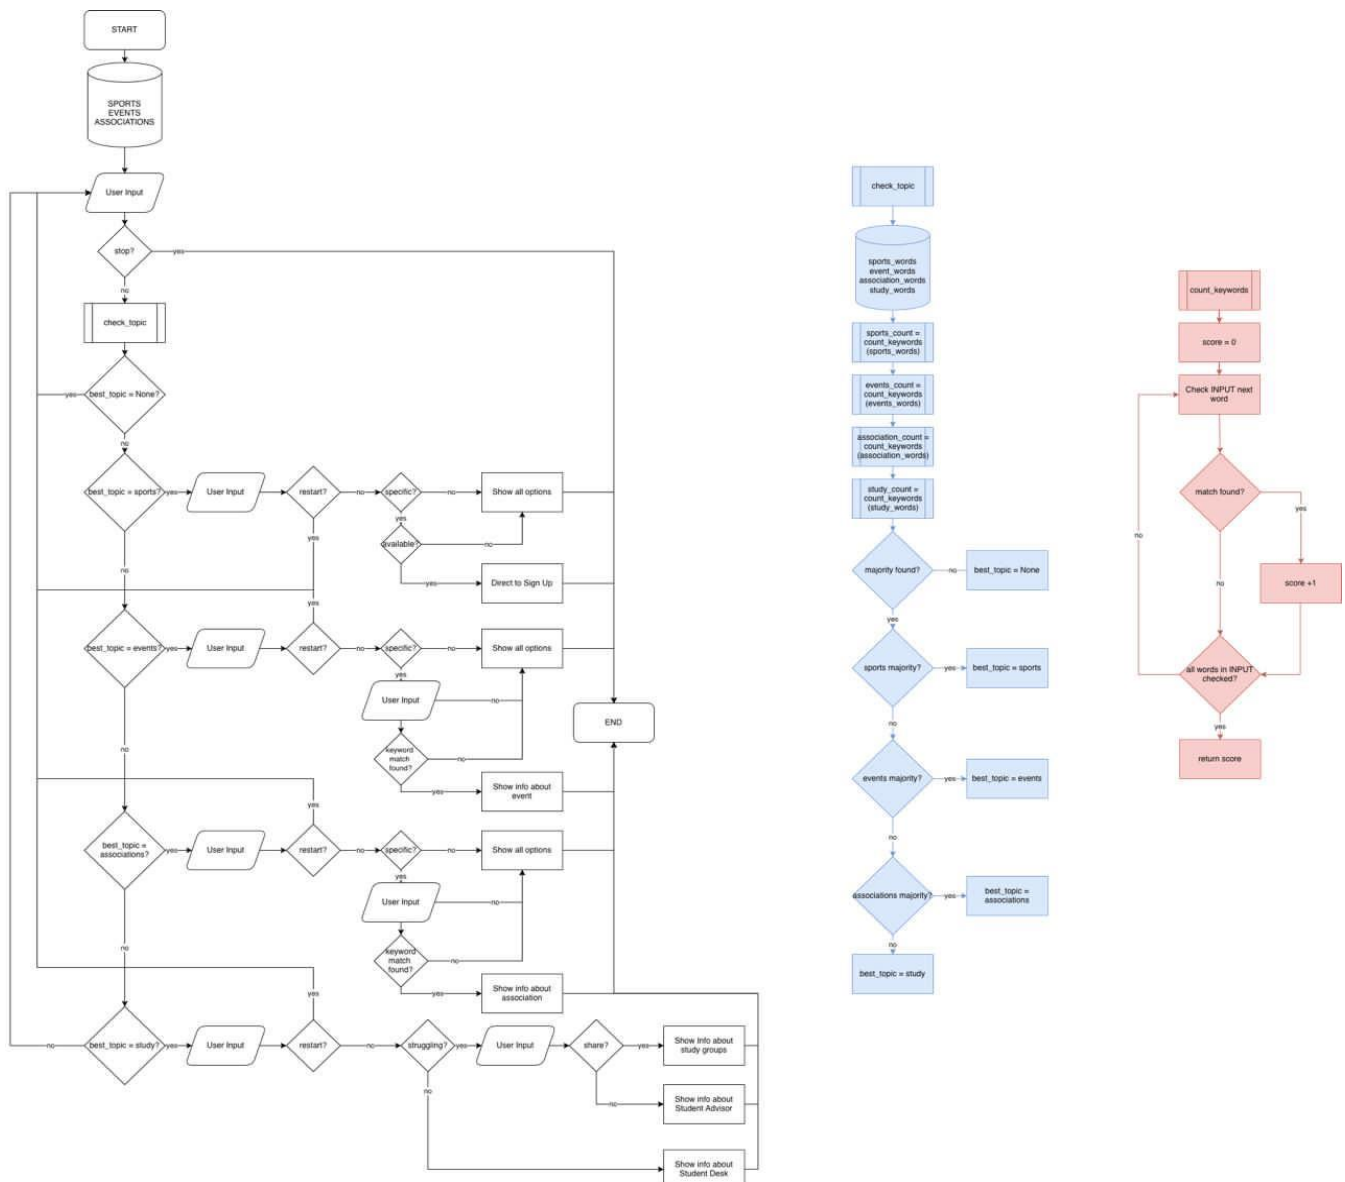 START
SPORTS
EVENTS
ASSOCIATIONS
User Input
stop?
yes
no
check_topic
best_topic = None?
yes
no
best_topic = sports?
yes
User Input
restart?
no
specific?
no
Show all options
yes
yes
available?
no
no
yes
Direct to Sign Up
yes
best_topic = events?
yes
User Input
restart?
no
specific?
no
Show all options
yes
User Input
no
END
no
keyword
match
found?
no
yes
Show info about
event
yes
best_topic =
associations?
yes
User Input
restart?
no
specific?
no
Show all options
yes
User Input
no
no
keyword
match
found?
no
yes
Show info about
association
yes
no
best_topic = study?
yes
User Input
restart?
no
struggling?
yes
User Input
share?
yes
Show Info about
study groups
no
no
Show info about
Student Advisor
Show info about
Student Desk
check_topic
sports_words
event_words
association_words
study_words
sports_count =
count_keywords
(sports_words)
events_count =
count_keywords
(events_words)
association_count =
count_keywords
(association_words)
study_count =
count_keywords
(study_words)
majority found?
no
best_topic = None
yes
sports majority?
yes
best_topic = sports
no
events majority?
yes
best_topic = events
no
associations majority?
yes
best_topic =
associations
no
best_topic = study
count_keywords
score = 0
Check INPUT next
word
match found?
yes
no
no
score +1
all words in INPUT
checked?
yes
return score